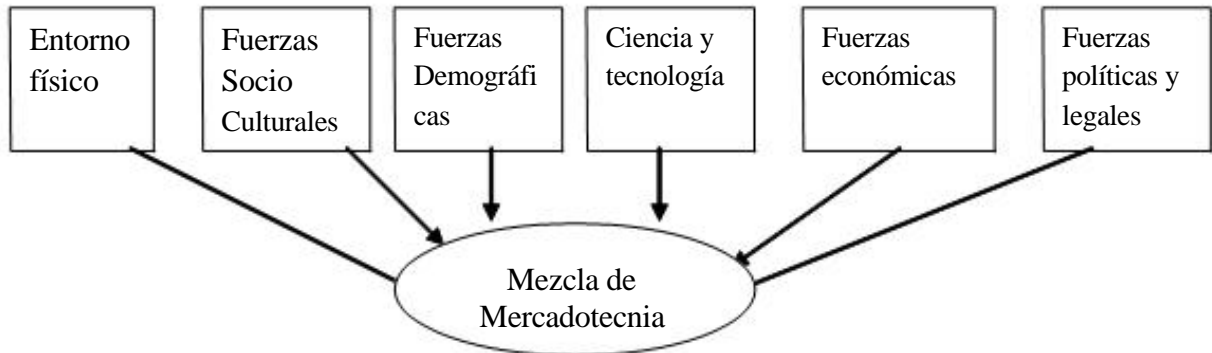 Entorno
físico
Fuerzas
Socio
Culturales
Fuerzas
Demográfi
cas
Ciencia y
tecnología
Fuerzas
económicas
Fuerzas
políticas y
legales
Mezcla de
Mercadotecnia